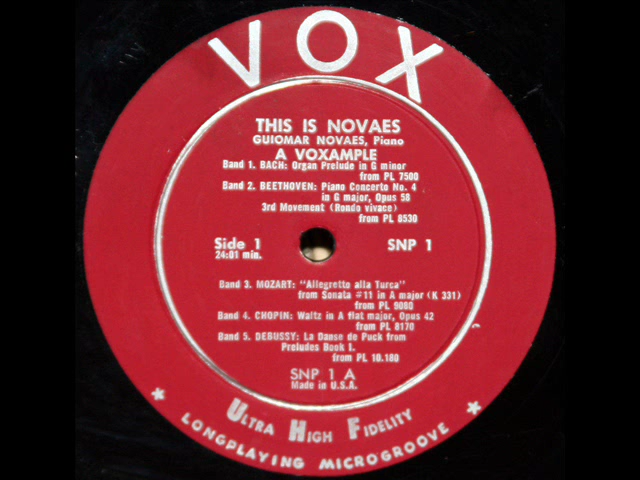 VOX
THIS IS NOVAES
GUIOMAR NOVAES, Piano
A VOXAMPLE
Band 1. BACH: Organ Prelude in G minor
from PL 7500
Band 2. BEETHOVEN: Piano Concerto No. 4
in G major, Opus 58
3rd Movement (Rondo vivace)
from PL 8530
Side 1
SNP 1
24:01 min.
Band 3. MOZART: "Allegretto alla Turca"
from Sonata #11 in A major (K 331)
from PL 9080
Band 4. CHOPIN: Waltz in A flat major, Opus 42
from PL 8170
Band 5. DEBUSSY: La Danse de Puck from
Preludes Book I.
from PL 10.180
SNP 1 A
Made in U.S.A.
ULTRA HIGH FIDELITY
* LONGPLAYING MICROGROOVE *